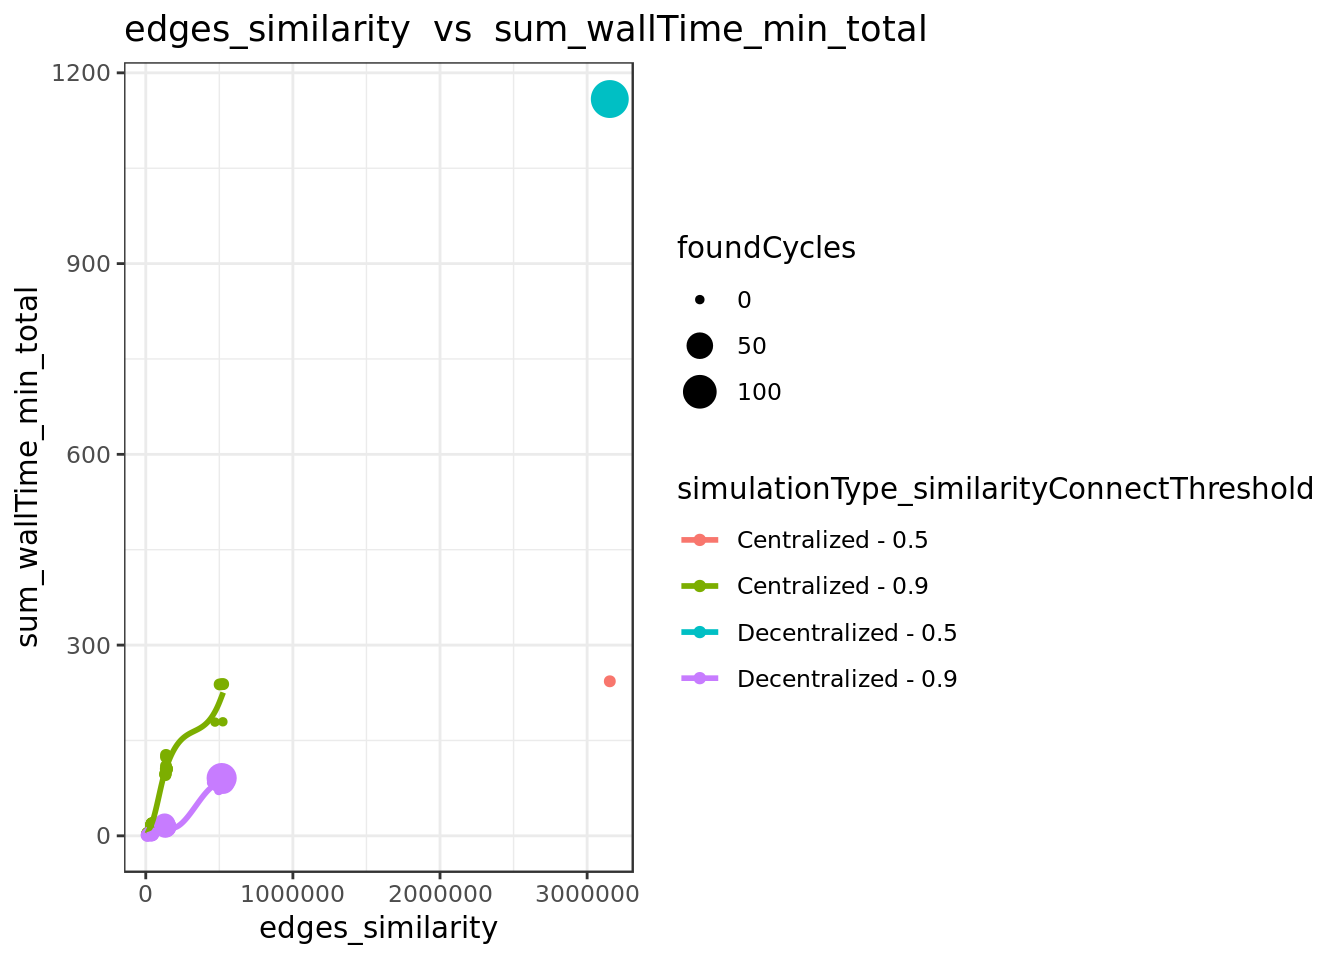 edges_similarity vs sum_wallTime_min_total
sum_wallTime_min_total
1200
900
600
300
0
0 1000000 2000000 3000000
edges_similarity
foundCycles
0
50
100
simulationType_similarityConnectThreshold
Centralized - 0.5
Centralized - 0.9
Decentralized - 0.5
Decentralized - 0.9